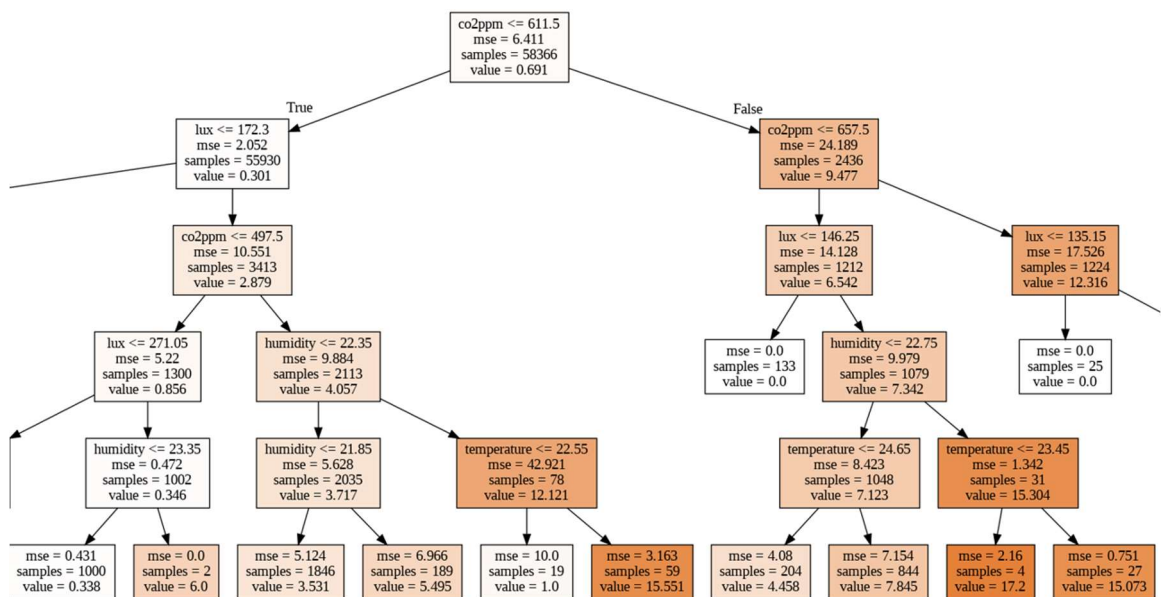 co2ppm <= 611.5
mse = 6.411
samples = 58366
value = 0.691
True
False
lux <= 172.3
mse = 2.052
samples = 55930
value = 0.301
co2ppm <= 657.5
mse = 24.189
samples = 2436
value = 9.477
co2ppm <= 497.5
mse = 10.551
samples = 3413
value = 2.879
lux <= 146.25
mse = 14.128
samples = 1212
value = 6.542
lux <= 135.15
mse = 17.526
samples = 1224
value = 12.316
lux <= 271.05
mse = 5.22
samples = 1300
value = 0.856
humidity <= 22.35
mse = 9.884
samples = 2113
value = 4.057
mse = 0.0
samples = 133
value = 0.0
humidity <= 22.75
mse = 9.979
samples = 1079
value = 7.342
mse = 0.0
samples = 25
value = 0.0
humidity <= 23.35
mse = 0.472
samples = 1002
value = 0.346
humidity <= 21.85
mse = 5.628
samples = 2035
value = 3.717
temperature <= 22.55
mse = 42.921
samples = 78
value = 12.121
temperature <= 24.65
mse = 8.423
samples = 1048
value = 7.123
temperature <= 23.45
mse = 1.342
samples = 31
value = 15.304
mse = 0.431
samples = 1000
value = 0.338
mse = 0.0
samples = 2
value = 6.0
mse = 5.124
samples = 1846
value = 3.531
mse = 6.966
samples = 189
value = 5.495
mse = 10.0
samples = 19
value = 1.0
mse = 3.163
samples = 59
value = 15.551
mse = 4.08
samples = 204
value = 4.458
mse = 7.154
samples = 844
value = 7.845
mse = 2.16
samples = 4
value = 17.2
mse = 0.751
samples = 27
value = 15.073